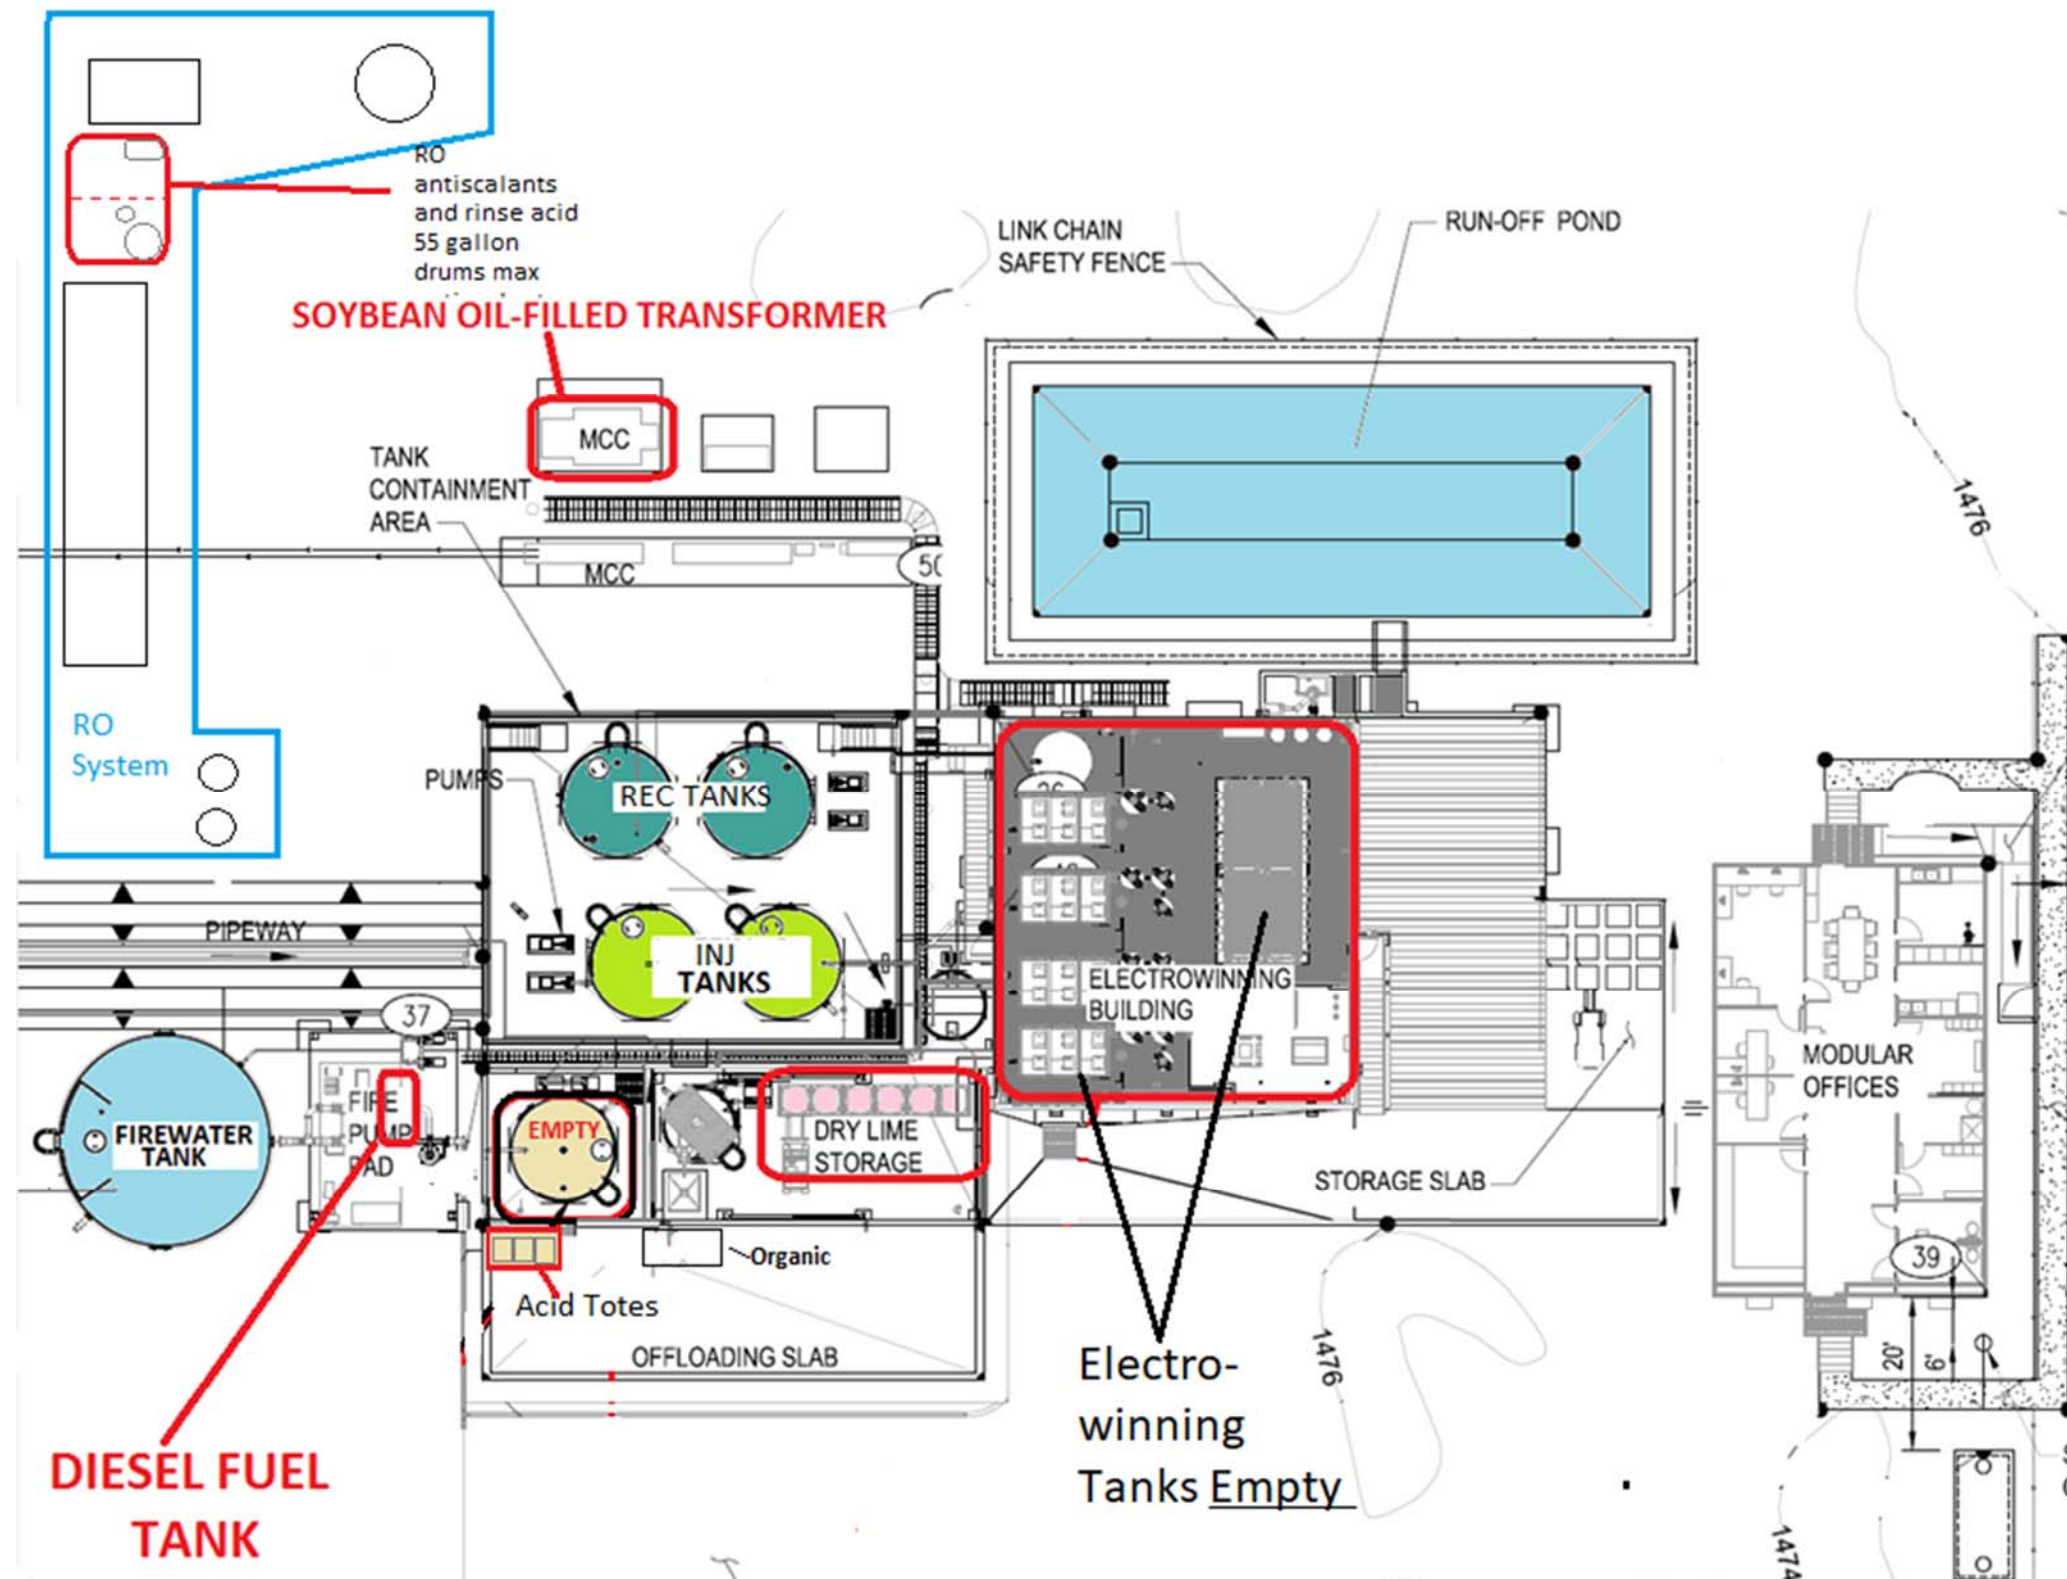 RO
antiscalants
and rinse acid
55 gallon
drums max
SOYBEAN OIL-FILLED TRANSFORMER
LINK CHAIN
SAFETY FENCE
RUN-OFF POND
MCC
TANK
CONTAINMENT
AREA
MCC
50
1476
RO
System
PUMPS
REC TANKS
INJ
TANKS
PIPEWAY
37
ELECTROWINNING
BUILDING
MODULAR
OFFICES
FIREWATER
TANK
FIRE
PUMP
PAD
EMPTY
DRY LIME
STORAGE
STORAGE SLAB
Organic
Acid Totes
OFFLOADING SLAB
39
20'
6'
1476
Electro-
winning
Tanks Empty
DIESEL FUEL
TANK
1474